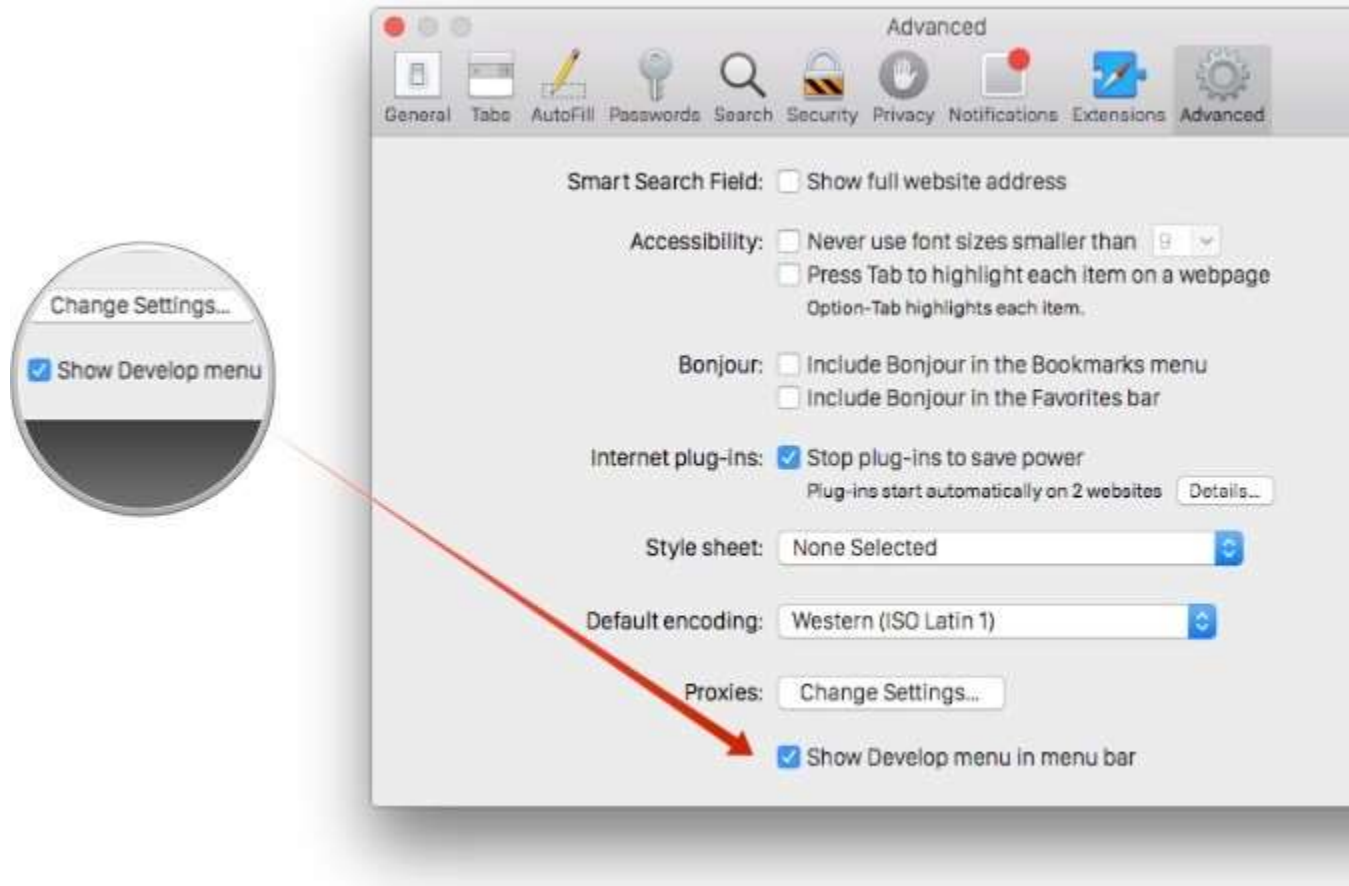 Advanced
General Tabs AutoFill Passwords Search Security Privacy Notifications Extensions Advanced
Smart Search Field: Show full website address
Accessibility: Never use font sizes smaller than 9
Press Tab to highlight each item on a webpage
Option-Tab highlights each item.
Change Settings...
Show Develop menu
Bonjour: Include Bonjour in the Bookmarks menu
Include Bonjour in the Favorites bar
Internet plug-ins: Stop plug-ins to save power
Plug-ins start automatically on 2 websites Details...
Style sheet: None Selected
Default encoding: Western (ISO Latin 1)
Proxies: Change Settings...
Show Develop menu in menu bar